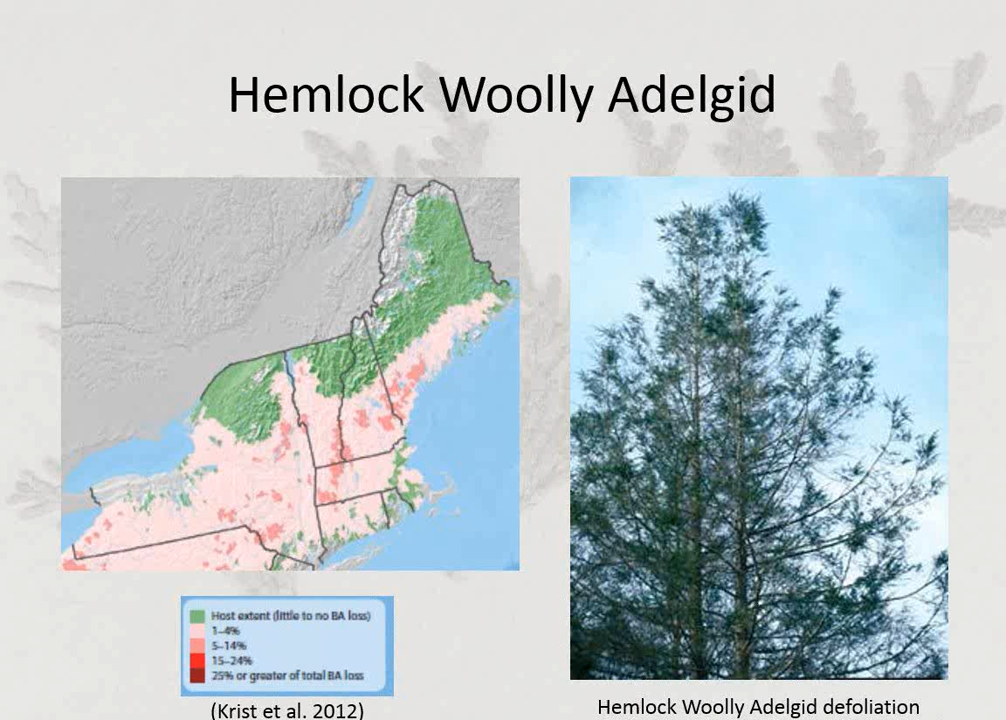 Hemlock Woolly Adelgid
Host extent (little to no BA loss)
1–4%
5–14%
15–24%
25% or greater of total BA loss
(Krist et al. 2012)
Hemlock Woolly Adelgid defoliation